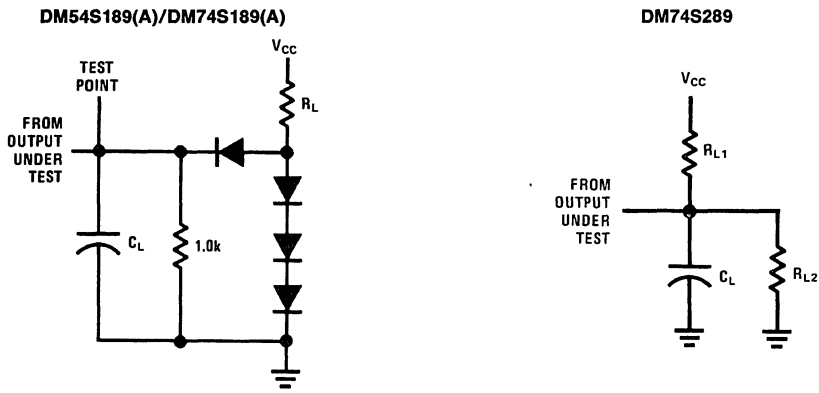 DM54S189(A)/DM74S189(A)
VCC
TEST
POINT
RL
FROM
OUTPUT
UNDER
TEST
CL
1.0k
DM74S289
VCC
RL1
FROM
OUTPUT
UNDER
TEST
CL
RL2